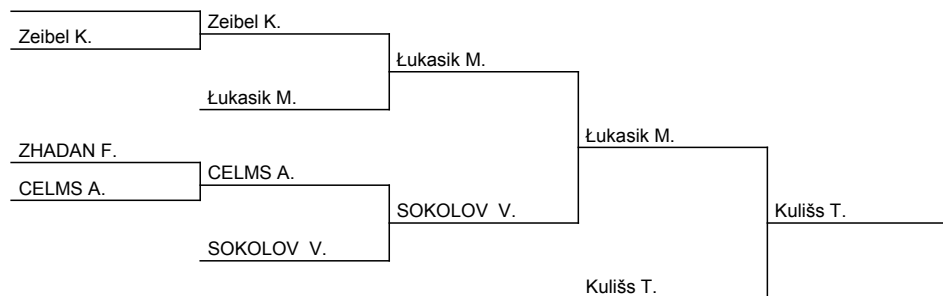 Zeibel K.
Zeibel K.
Łukasik M.
Łukasik M.
Łukasik M.
ZHADAN F.
CELMS A.
CELMS A.
SOKOLOV V.
Kulišs T.
SOKOLOV V.
Kulišs T.